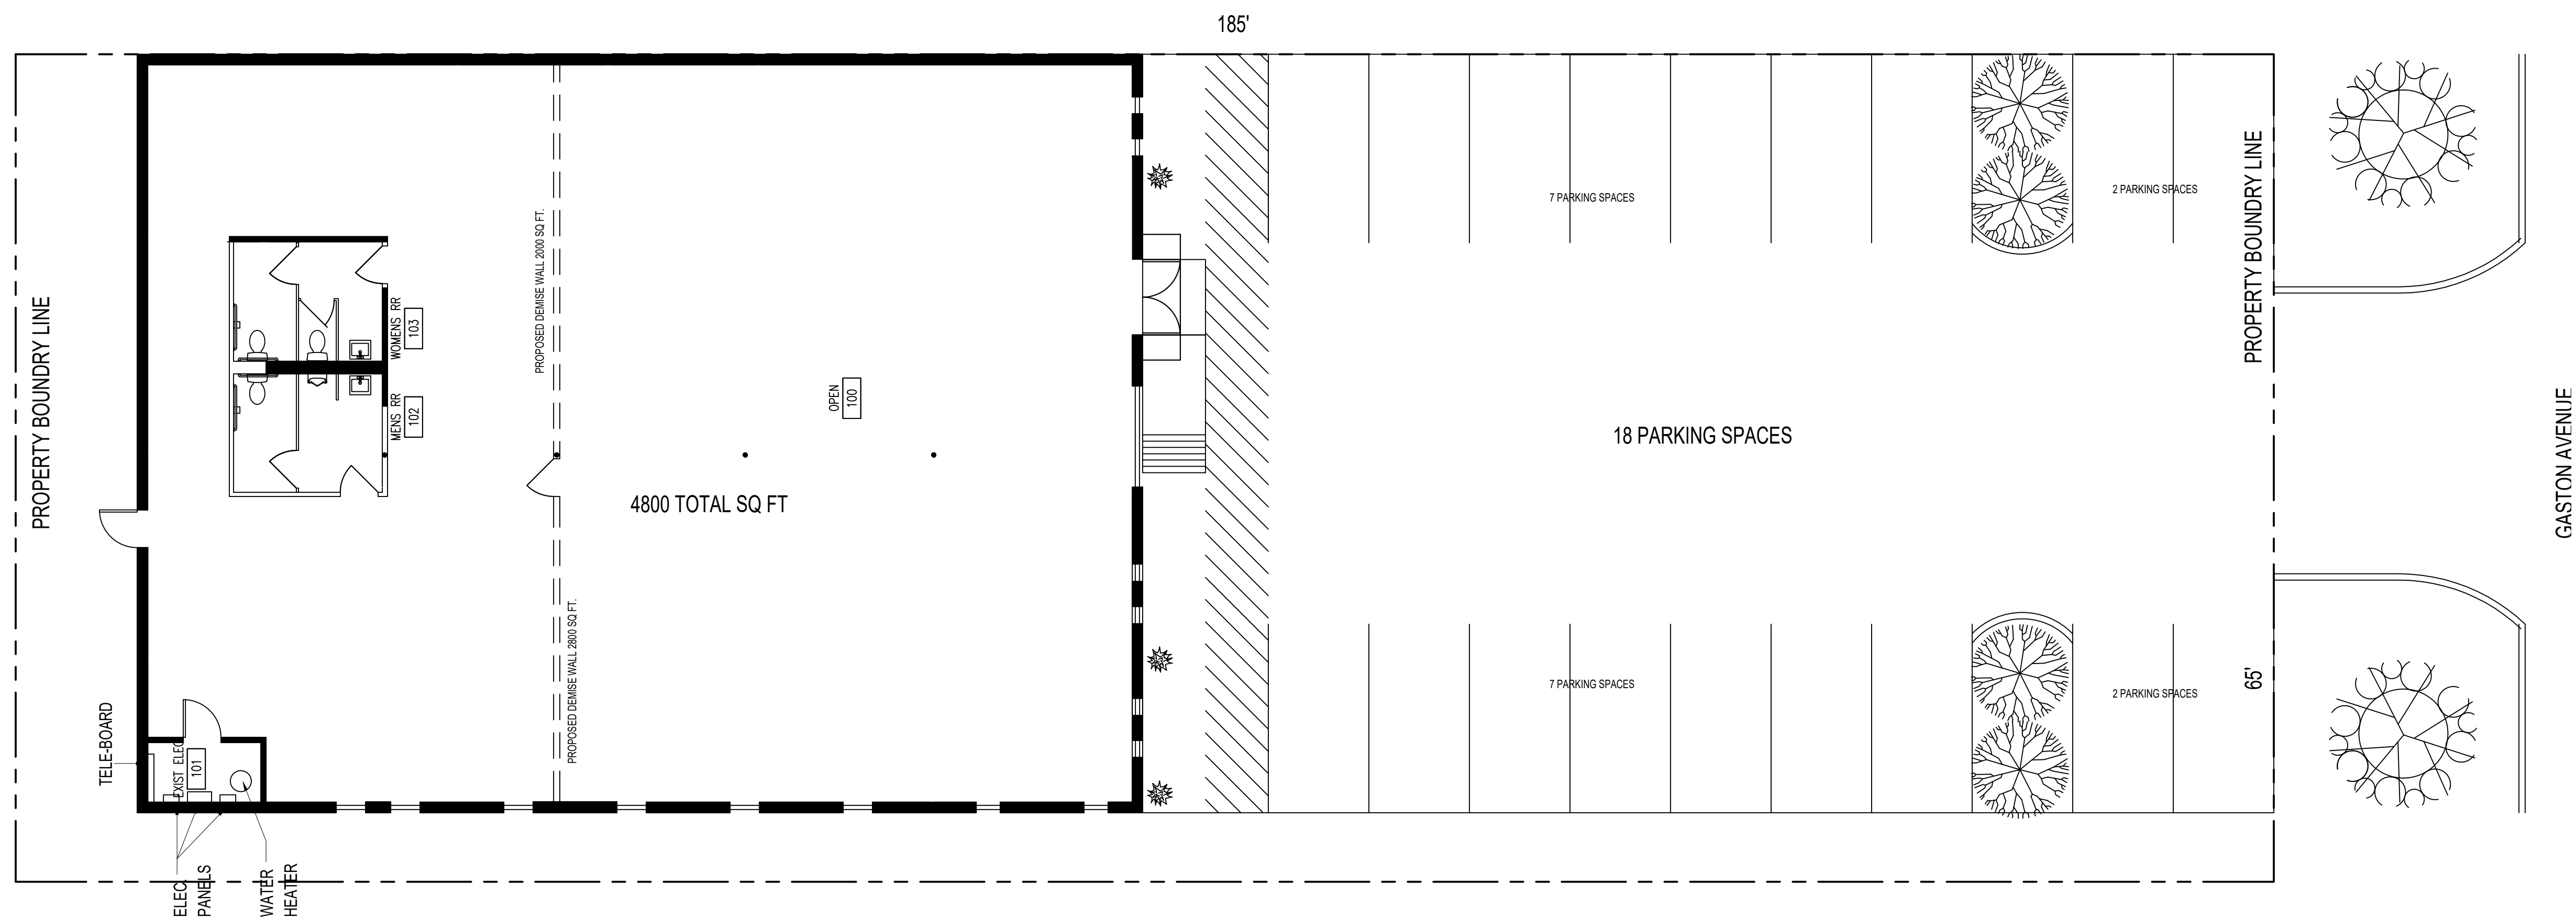 185'
PROPERTY BOUNDRY LINE
PROPOSED DEMISE WALL 2000 SQ FT.
WOMENS RR
103
MENS RR
102
OPEN
100
4800 TOTAL SQ FT
PROPOSED DEMISE WALL 2800 SQ FT.
TELE-BOARD
EXIST ELEC
101
ELEC.
PANELS
WATER
HEATER
7 PARKING SPACES
2 PARKING SPACES
PROPERTY BOUNDRY LINE
18 PARKING SPACES
GASTON AVENUE
7 PARKING SPACES
2 PARKING SPACES
65'